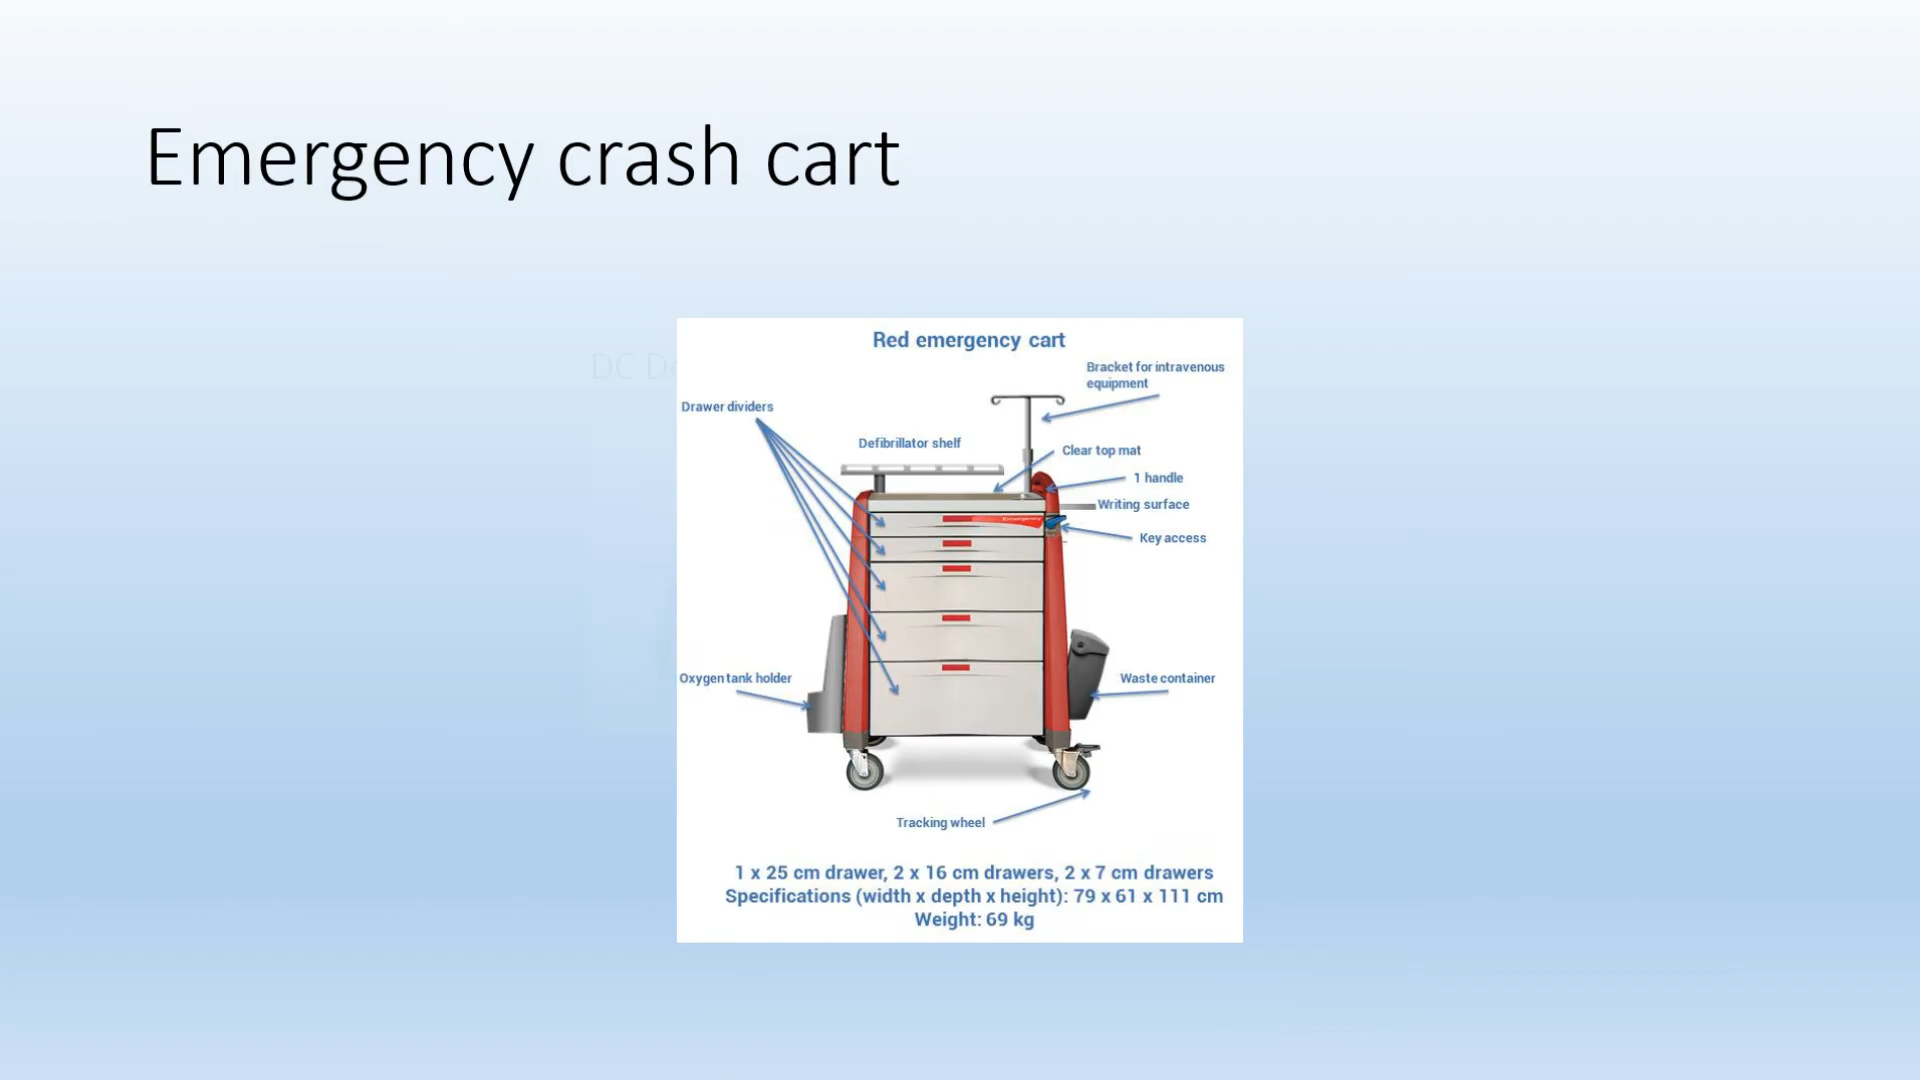 Emergency crash cart
DC
Red emergency cart
Bracket for intravenous
equipment
Drawer dividers
Defibrillator shelf
Clear top mat
1 handle
Writing surface
Emergency
Key access
Oxygen tank holder
Waste container
Tracking wheel
1 x 25 cm drawer, 2 x 16 cm drawers, 2 x 7 cm drawers
Specifications (width x depth x height): 79 x 61 x 111 cm
Weight: 69 kg